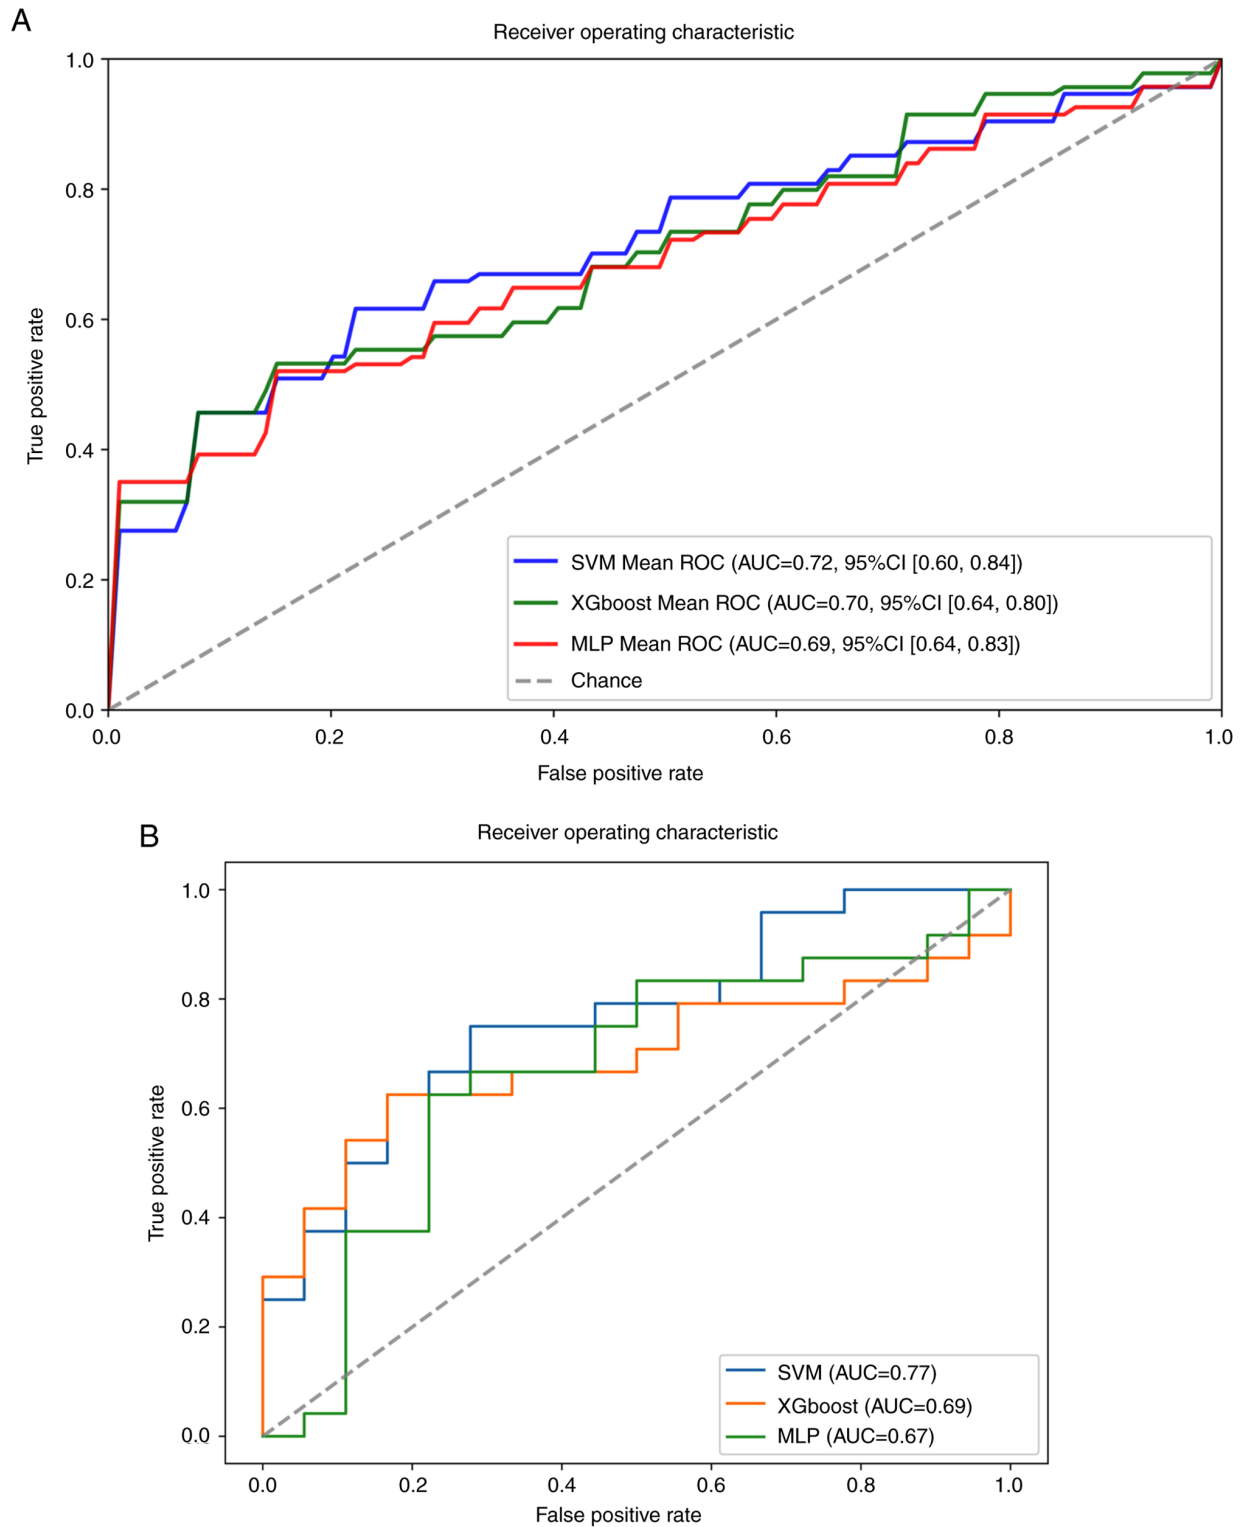 A
Receiver operating characteristic
1.0
0.8
0.6
0.4
0.2
0.0
True positive rate
SVM Mean ROC (AUC=0.72, 95%CI [0.60, 0.84])
XGboost Mean ROC (AUC=0.70, 95%CI [0.64, 0.80])
MLP Mean ROC (AUC=0.69, 95%CI [0.64, 0.83])
Chance
0.0 0.2 0.4 0.6 0.8 1.0
False positive rate
B
Receiver operating characteristic
1.0
0.8
0.6
0.4
0.2
0.0
True positive rate
SVM (AUC=0.77)
XGboost (AUC=0.69)
MLP (AUC=0.67)
0.0 0.2 0.4 0.6 0.8 1.0
False positive rate